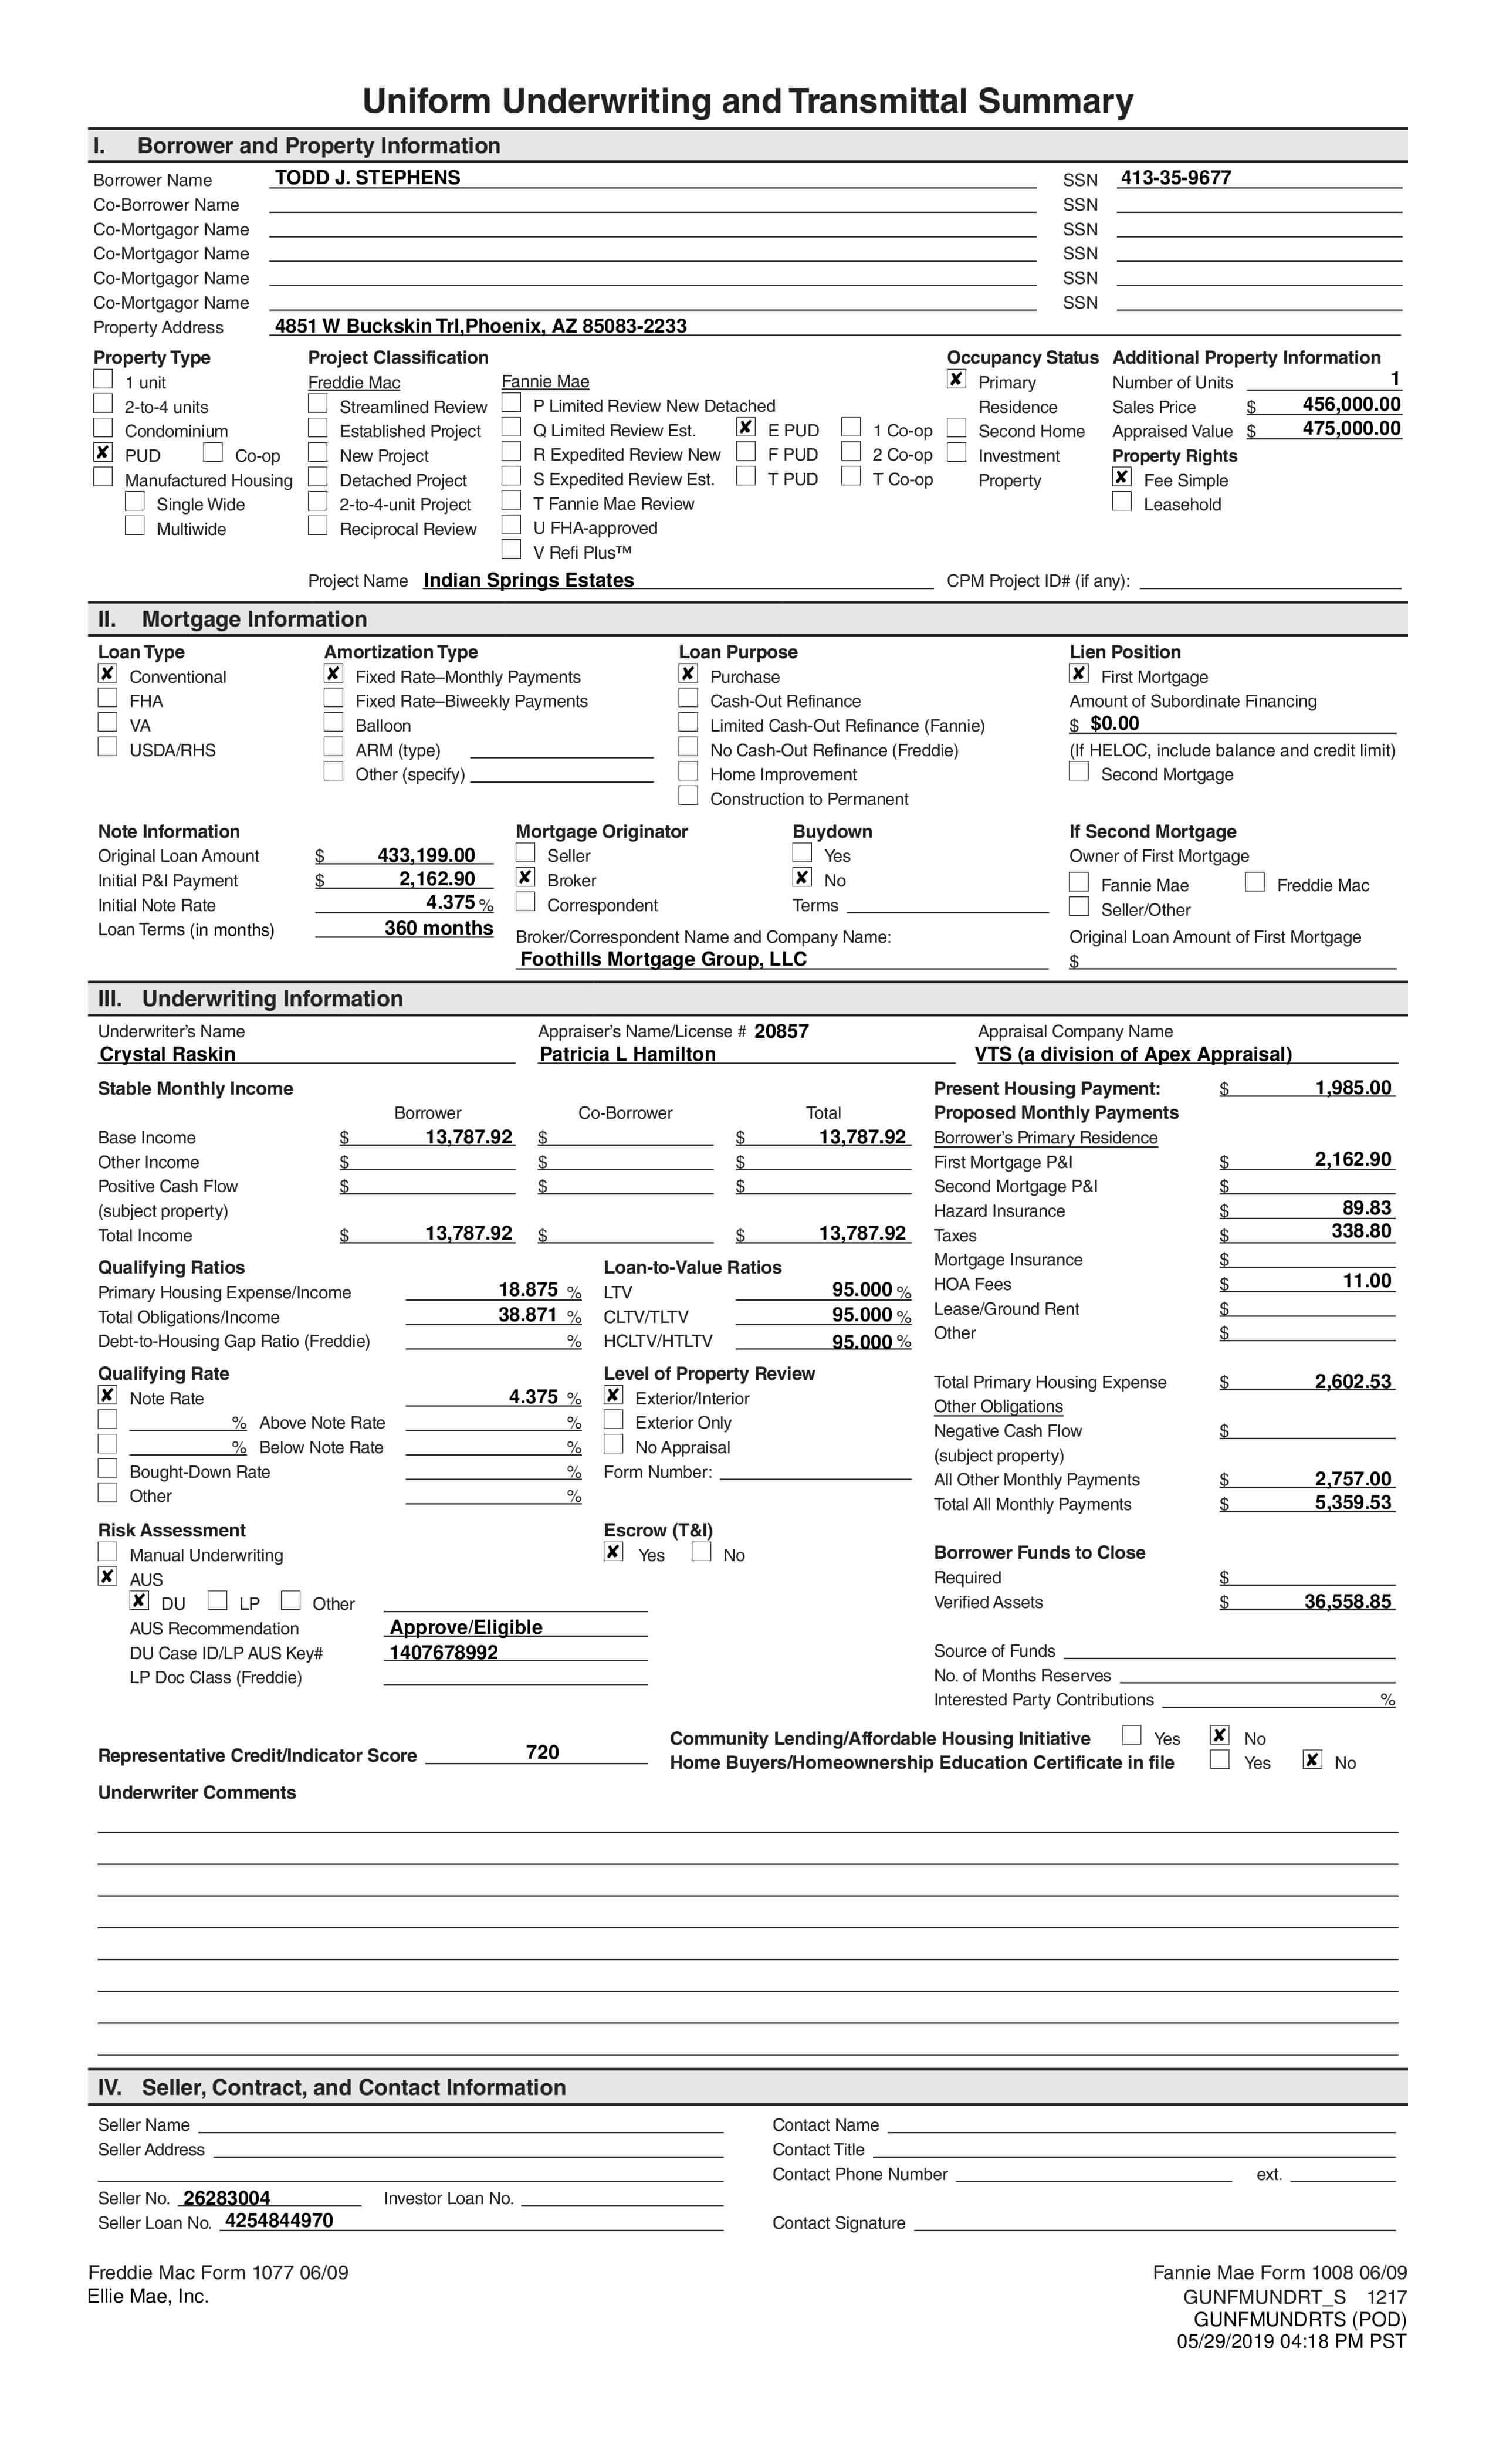 Uniform Underwriting and Transmittal Summary
I. Borrower and Property Information
Borrower Name TODD J. STEPHENS SSN 413-35-9677
Co-Borrower Name SSN
Co-Mortgagor Name SSN
Co-Mortgagor Name SSN
Co-Mortgagor Name SSN
Co-Mortgagor Name SSN
Property Address 4851 W Buckskin Trl,Phoenix, AZ 85083-2233
Property Type Project Classification Occupancy Status Additional Property Information
1 unit Freddie Mac Fannie Mae ✘ Primary Number of Units 1
2-to-4 units Streamlined Review P Limited Review New Detached Residence Sales Price $ 456,000.00
Condominium Established Project Q Limited Review Est. ✘ E PUD 1 Co-op Second Home Appraised Value $ 475,000.00
✘ PUD Co-op New Project R Expedited Review New F PUD 2 Co-op Investment Property Rights
Manufactured Housing Detached Project S Expedited Review Est. T PUD T Co-op Property ✘ Fee Simple
Single Wide 2-to-4-unit Project T Fannie Mae Review Leasehold
Multiwide Reciprocal Review U FHA-approved
V Refi Plus™
Project Name Indian Springs Estates CPM Project ID# (if any):
II. Mortgage Information
Loan Type Amortization Type Loan Purpose Lien Position
✘ Conventional ✘ Fixed Rate–Monthly Payments ✘ Purchase ✘ First Mortgage
FHA Fixed Rate–Biweekly Payments Cash-Out Refinance Amount of Subordinate Financing
VA Balloon Limited Cash-Out Refinance (Fannie) $ $0.00
USDA/RHS ARM (type) No Cash-Out Refinance (Freddie) (If HELOC, include balance and credit limit)
Other (specify) Home Improvement Second Mortgage
Construction to Permanent
Note Information Mortgage Originator Buydown If Second Mortgage
Original Loan Amount $ 433,199.00 Seller Yes Owner of First Mortgage
Initial P&I Payment $ 2,162.90 ✘ Broker ✘ No Fannie Mae Freddie Mac
Initial Note Rate 4.375 % Correspondent Terms Seller/Other
Loan Terms (in months) 360 months Broker/Correspondent Name and Company Name: Original Loan Amount of First Mortgage
Foothills Mortgage Group, LLC $
III. Underwriting Information
Underwriter's Name Appraiser's Name/License # 20857 Appraisal Company Name
Crystal Raskin Patricia L Hamilton VTS (a division of Apex Appraisal)
Stable Monthly Income Present Housing Payment: $ 1,985.00
Borrower Co-Borrower Total Proposed Monthly Payments
Base Income $ 13,787.92 $ $ 13,787.92 Borrower's Primary Residence
Other Income $ $ $ First Mortgage P&I $ 2,162.90
Positive Cash Flow $ $ $ Second Mortgage P&I $
(subject property) Hazard Insurance $ 89.83
Total Income $ 13,787.92 $ $ 13,787.92 Taxes $ 338.80
Qualifying Ratios Loan-to-Value Ratios Mortgage Insurance $
Primary Housing Expense/Income 18.875 % LTV 95.000 % HOA Fees $ 11.00
Total Obligations/Income 38.871 % CLTV/TLTV 95.000 % Lease/Ground Rent $
Debt-to-Housing Gap Ratio (Freddie) % HCLTV/HTLTV 95.000 % Other $
Qualifying Rate Level of Property Review Total Primary Housing Expense $ 2,602.53
✘ Note Rate 4.375 % ✘ Exterior/Interior Other Obligations
% Above Note Rate % Exterior Only Negative Cash Flow $
% Below Note Rate % No Appraisal (subject property)
Bought-Down Rate % Form Number: All Other Monthly Payments $ 2,757.00
Other % Total All Monthly Payments $ 5,359.53
Risk Assessment Escrow (T&I)
Manual Underwriting ✘ Yes No Borrower Funds to Close
✘ AUS Required $
✘ DU LP Other Verified Assets $ 36,558.85
AUS Recommendation Approve/Eligible
DU Case ID/LP AUS Key# 1407678992 Source of Funds
LP Doc Class (Freddie) No. of Months Reserves
Interested Party Contributions %
Community Lending/Affordable Housing Initiative Yes ✘ No
Representative Credit/Indicator Score 720 Home Buyers/Homeownership Education Certificate in file Yes ✘ No
Underwriter Comments
IV. Seller, Contract, and Contact Information
Seller Name Contact Name
Seller Address Contact Title
Contact Phone Number ext.
Seller No. 26283004 Investor Loan No.
Seller Loan No. 4254844970 Contact Signature
Freddie Mac Form 1077 06/09 Fannie Mae Form 1008 06/09
Ellie Mae, Inc. GUNFMUNDRT_S 1217
GUNFMUNDRTS (POD)
05/29/2019 04:18 PM PST